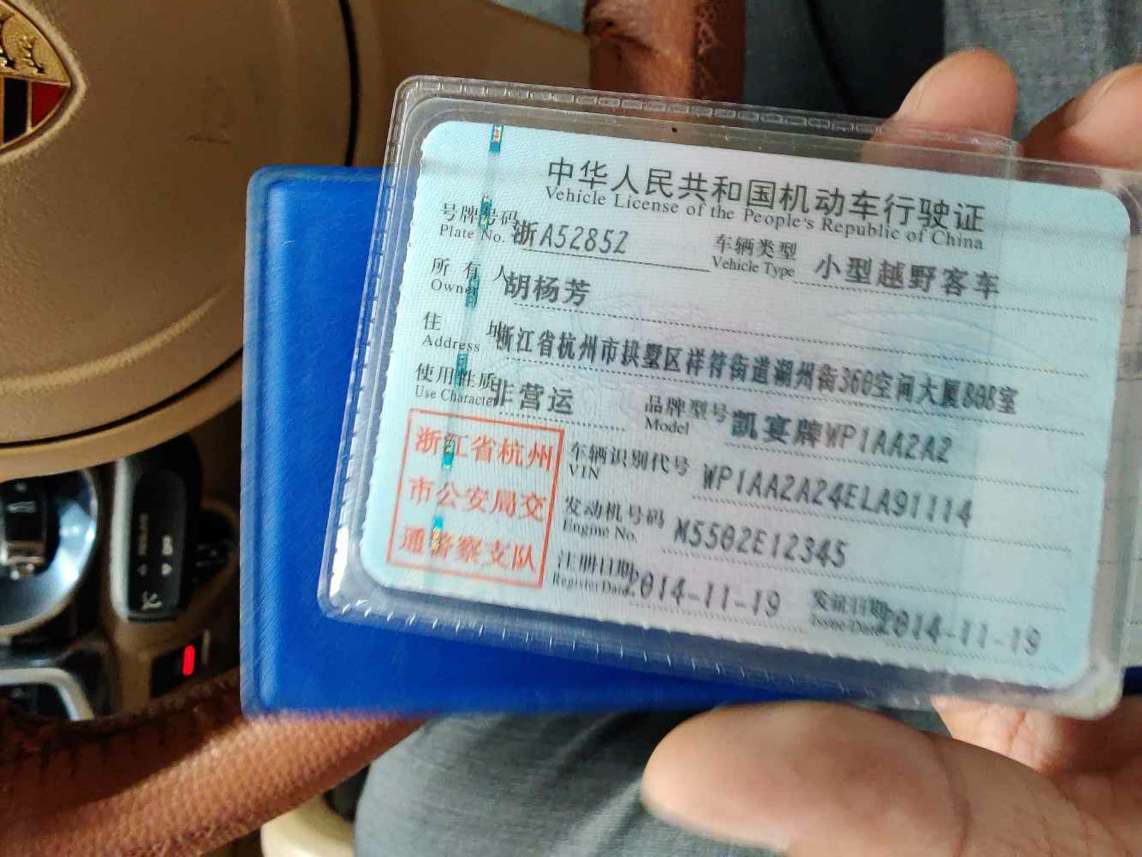 中华人民共和国机动车行驶证
Vehicle License of the People's Republic of China
号牌号码 浙A52852 车辆类型 小型越野客车
Plate No. Vehicle Type
所有人 胡杨芳
Owner
住址 浙江省杭州市拱墅区祥符街道湖州街360空间大厦808室
Address
使用性质 非营运 品牌型号 凯宴牌WP1AA2A2
Use Character Model
浙江省杭州
市公安局交
通警察支队
车辆识别代号 WP1AA2A24ELA91114
VIN
发动机号码 M5502E12345
Engine No.
注册日期 2014-11-19 发证日期 2014-11-19
Register Date Issue Date